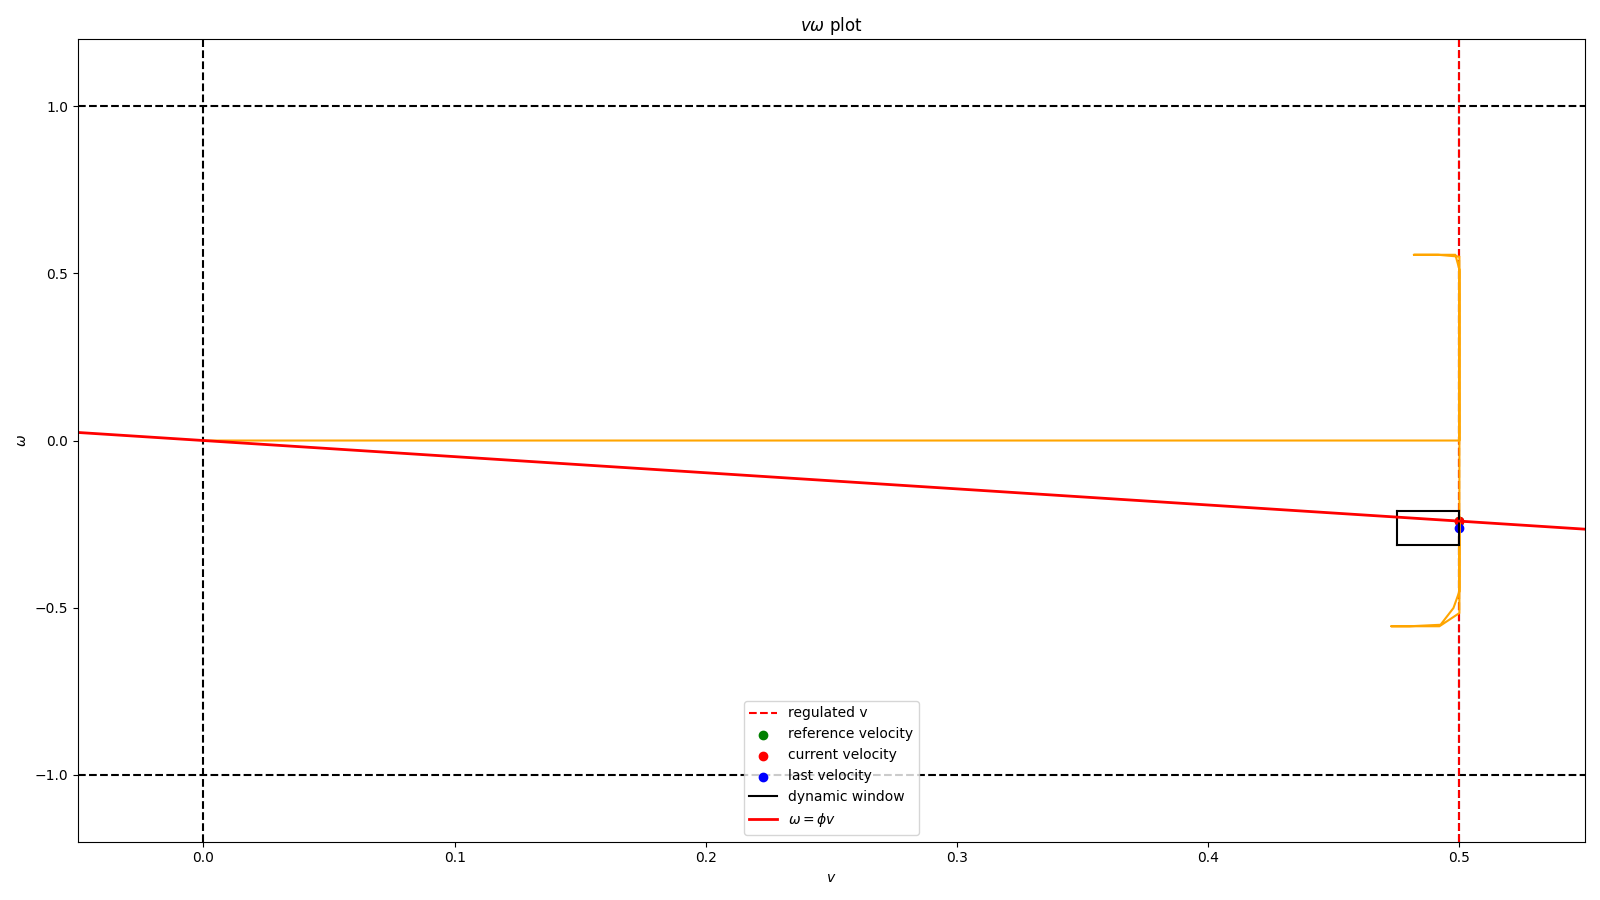 vω plot
1.0
0.5
0.0
−0.5
−1.0
ω
regulated v
reference velocity
current velocity
last velocity
dynamic window
ω = ϕv
0.0 0.1 0.2 0.3 0.4 0.5
v